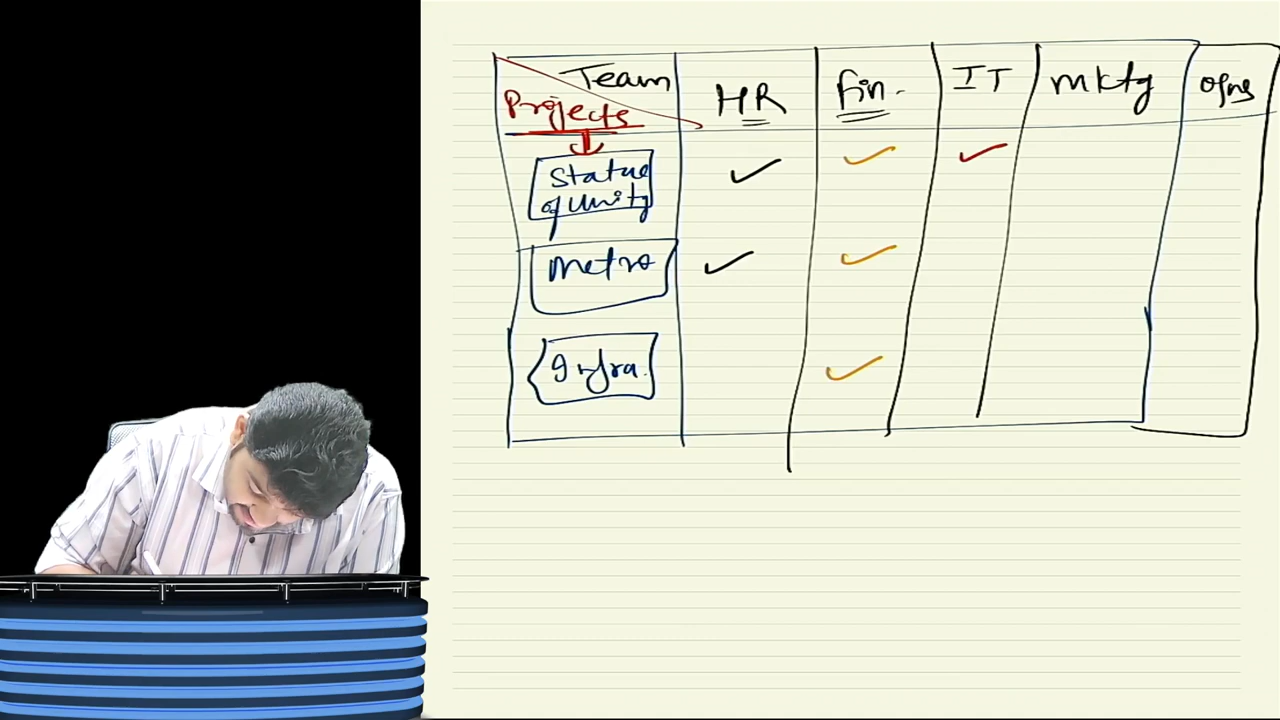 Team
Projects
HR
Fin.
IT
mktg
opns
Statue
of unity
metro
Infra.